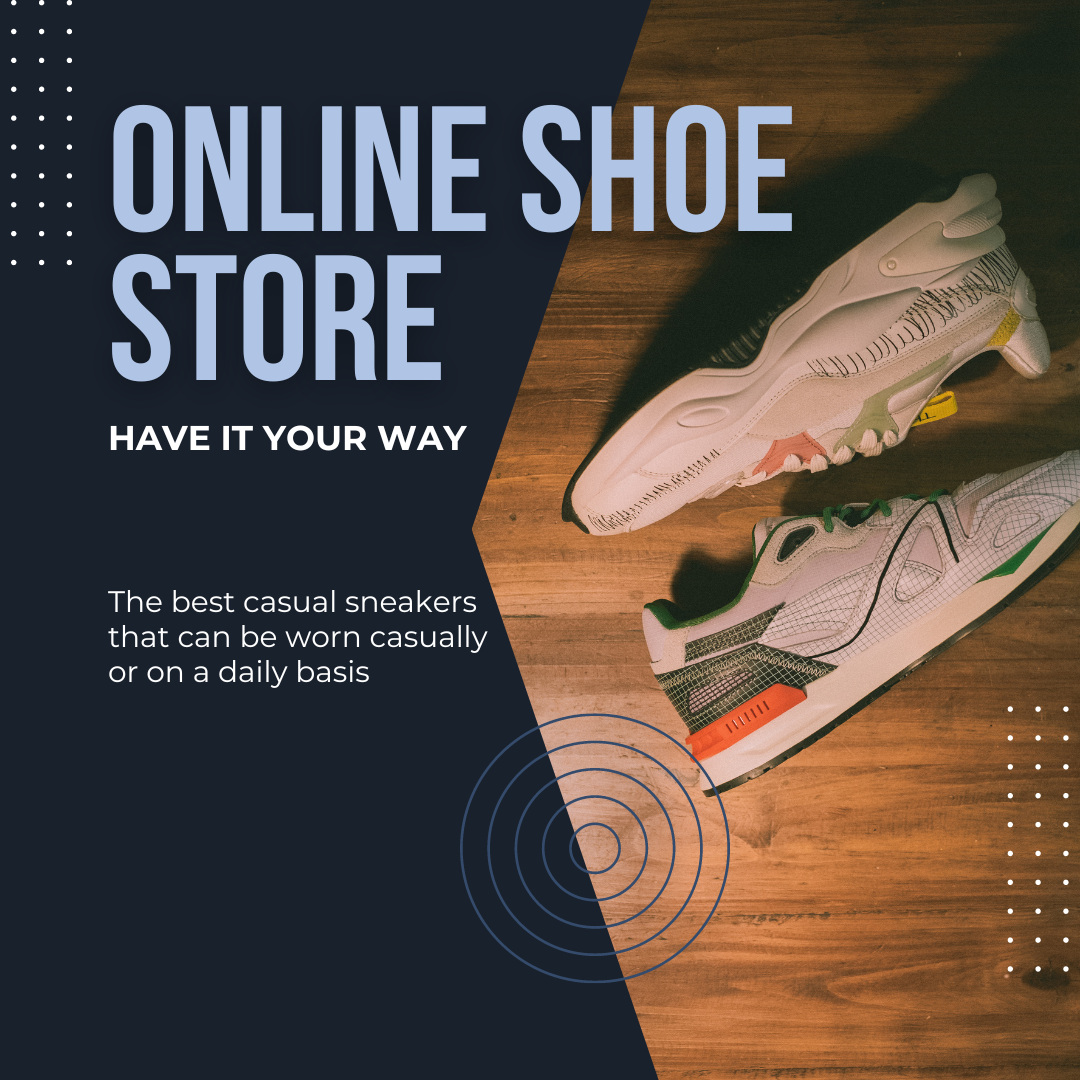 ONLINE SHOE
STORE
HAVE IT YOUR WAY
The best casual sneakers
that can be worn casually
or on a daily basis